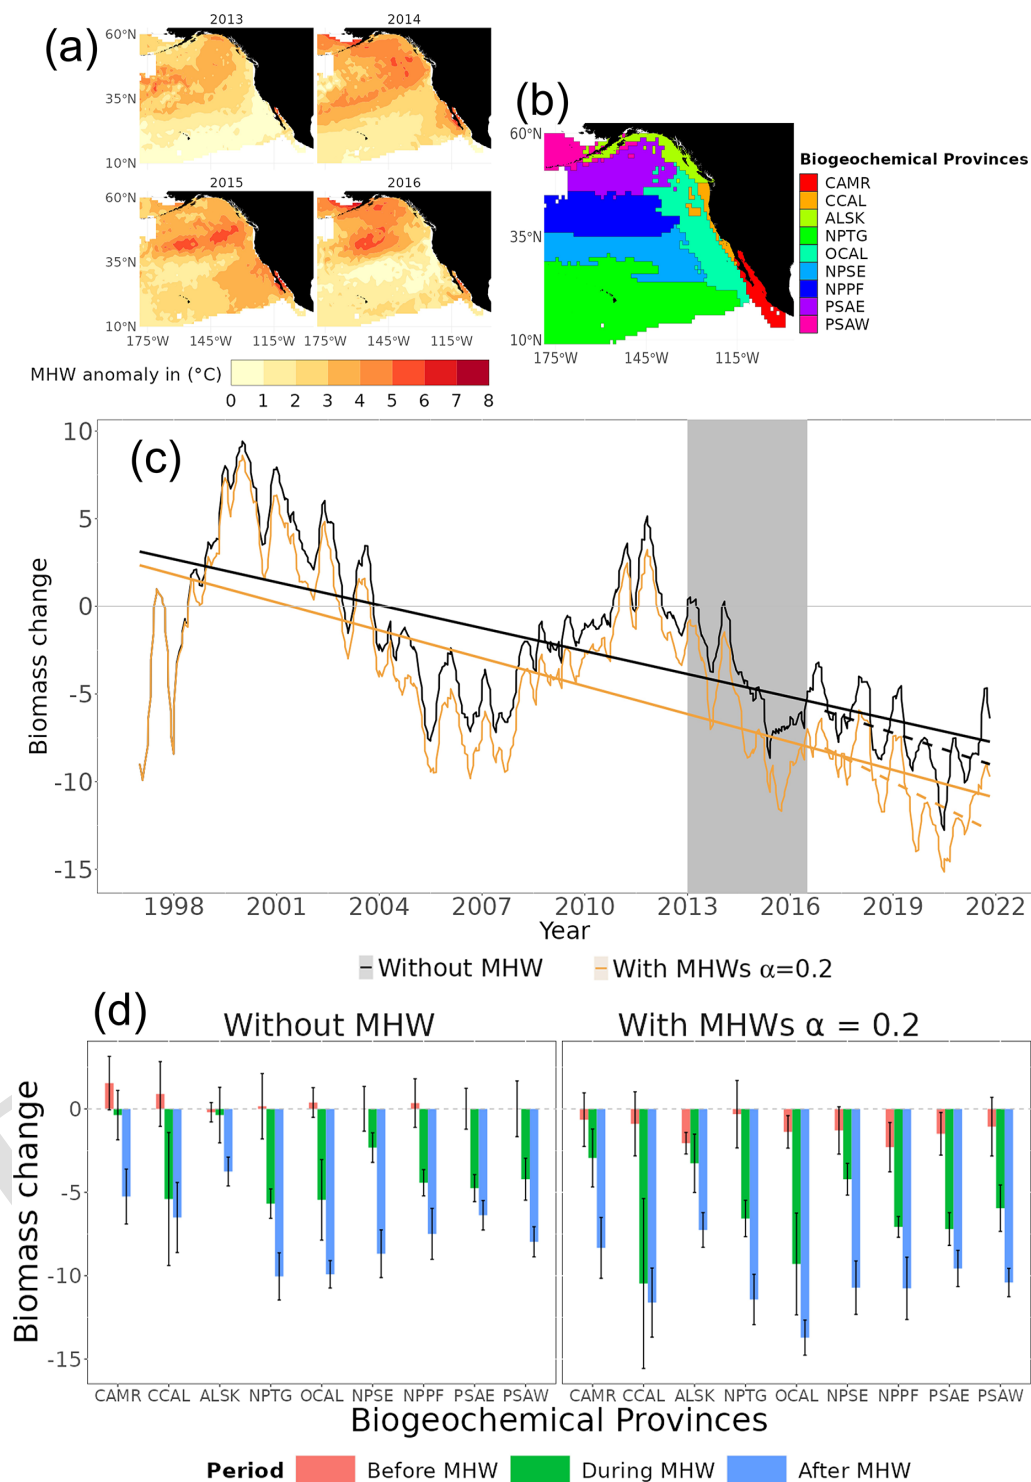 (a)
2013
2014
60°N
35°N
10°N
2015
2016
60°N
35°N
10°N
175°W
145°W
115°W
175°W
145°W
115°W
MHW anomaly in (°C)
0 1 2 3 4 5 6 7 8
(b)
60°N
35°N
10°N
175°W
145°W
115°W
Biogeochemical Provinces
CAMR
CCAL
ALSK
NPTG
OCAL
NPSE
NPPF
PSAE
PSAW
(c)
Biomass change
10
5
0
-5
-10
-15
1998 2001 2004 2007 2010 2013 2016 2019 2022
Year
Without MHW
With MHWs α=0.2
(d)
Without MHW
With MHWs α = 0.2
Biomass change
0
-5
-10
-15
CAMR CCAL ALSK NPTG OCAL NPSE NPPF PSAE PSAW
CAMR CCAL ALSK NPTG OCAL NPSE NPPF PSAE PSAW
Biogeochemical Provinces
Period
Before MHW
During MHW
After MHW